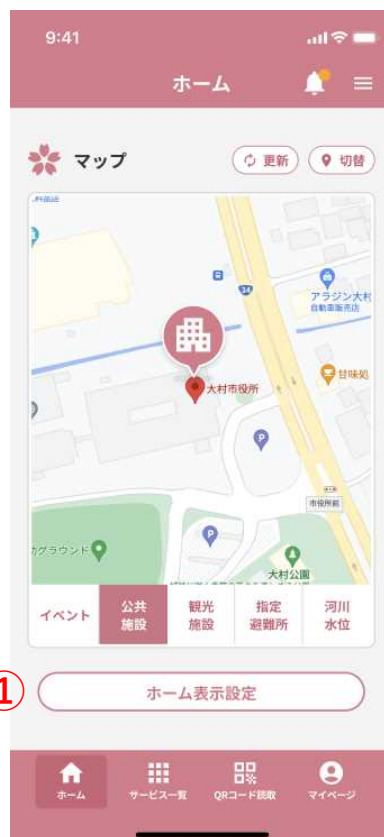 9:41
ホーム
マップ
更新
切替
34
アラジン大村
自動車販売店
大村市役所
甘味処
P
市役所前
P
カグラウンド
大村公園
イベント
公共
施設
観光
施設
指定
避難所
河川
水位
①
ホーム表示設定
ホーム
サービス一覧
QRコード読取
マイページ